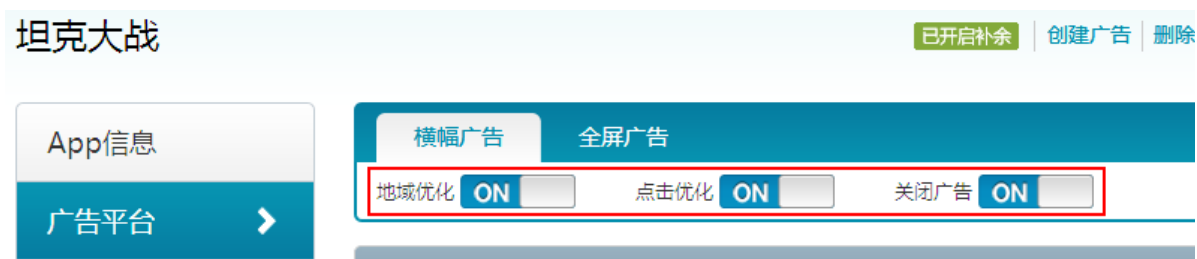 坦克大战
已开启补余 创建广告 删除
App信息
横幅广告 全屏广告
地域优化 ON 点击优化 ON 关闭广告 ON
广告平台